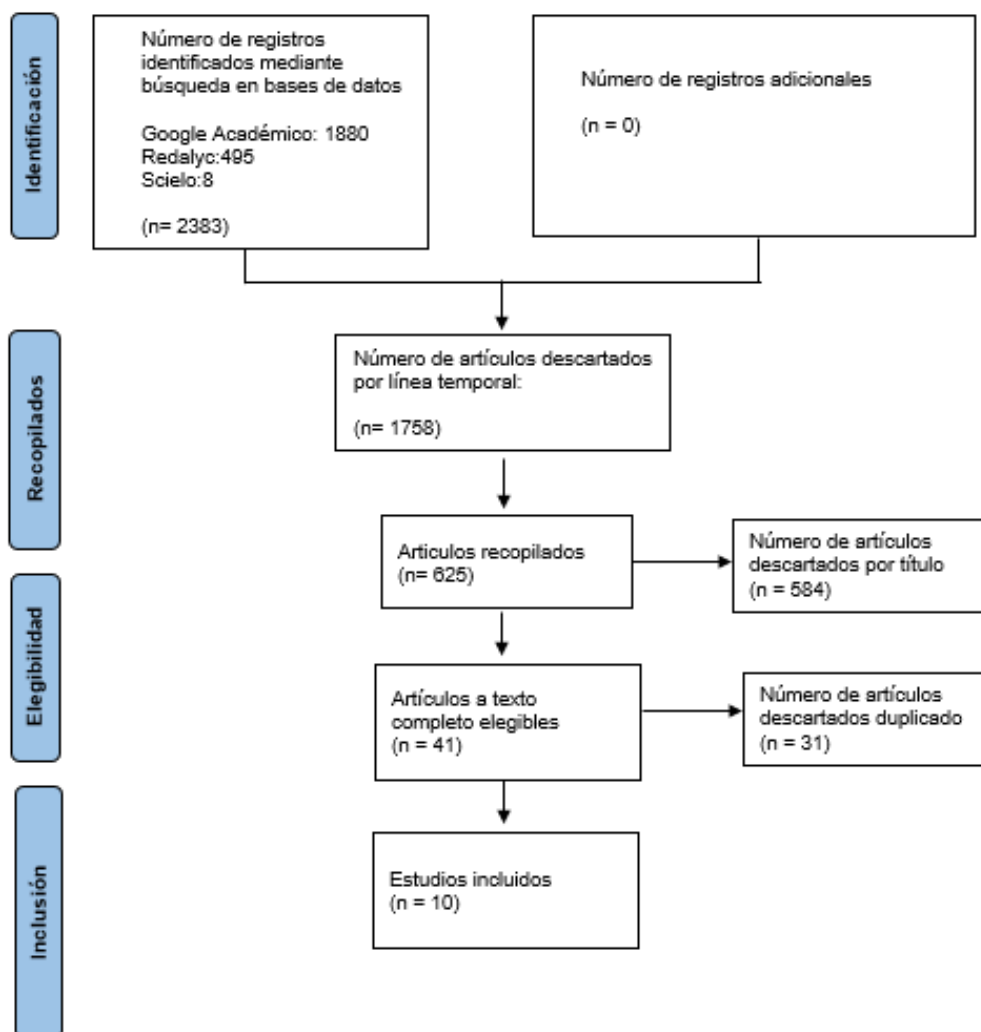 Identificación
Número de registros
identificados mediante
búsqueda en bases de datos
Google Académico: 1880
Redalyc:495
Scielo:8
(n= 2383)
Número de registros adicionales
(n = 0)
Recopilados
Número de artículos descartados
por línea temporal:
(n= 1758)
Articulos recopilados
(n= 625)
Número de artículos
descartados por título
(n = 584)
Elegibilidad
Artículos a texto
completo elegibles
(n = 41)
Número de artículos
descartados duplicado
(n = 31)
Inclusión
Estudios incluidos
(n = 10)